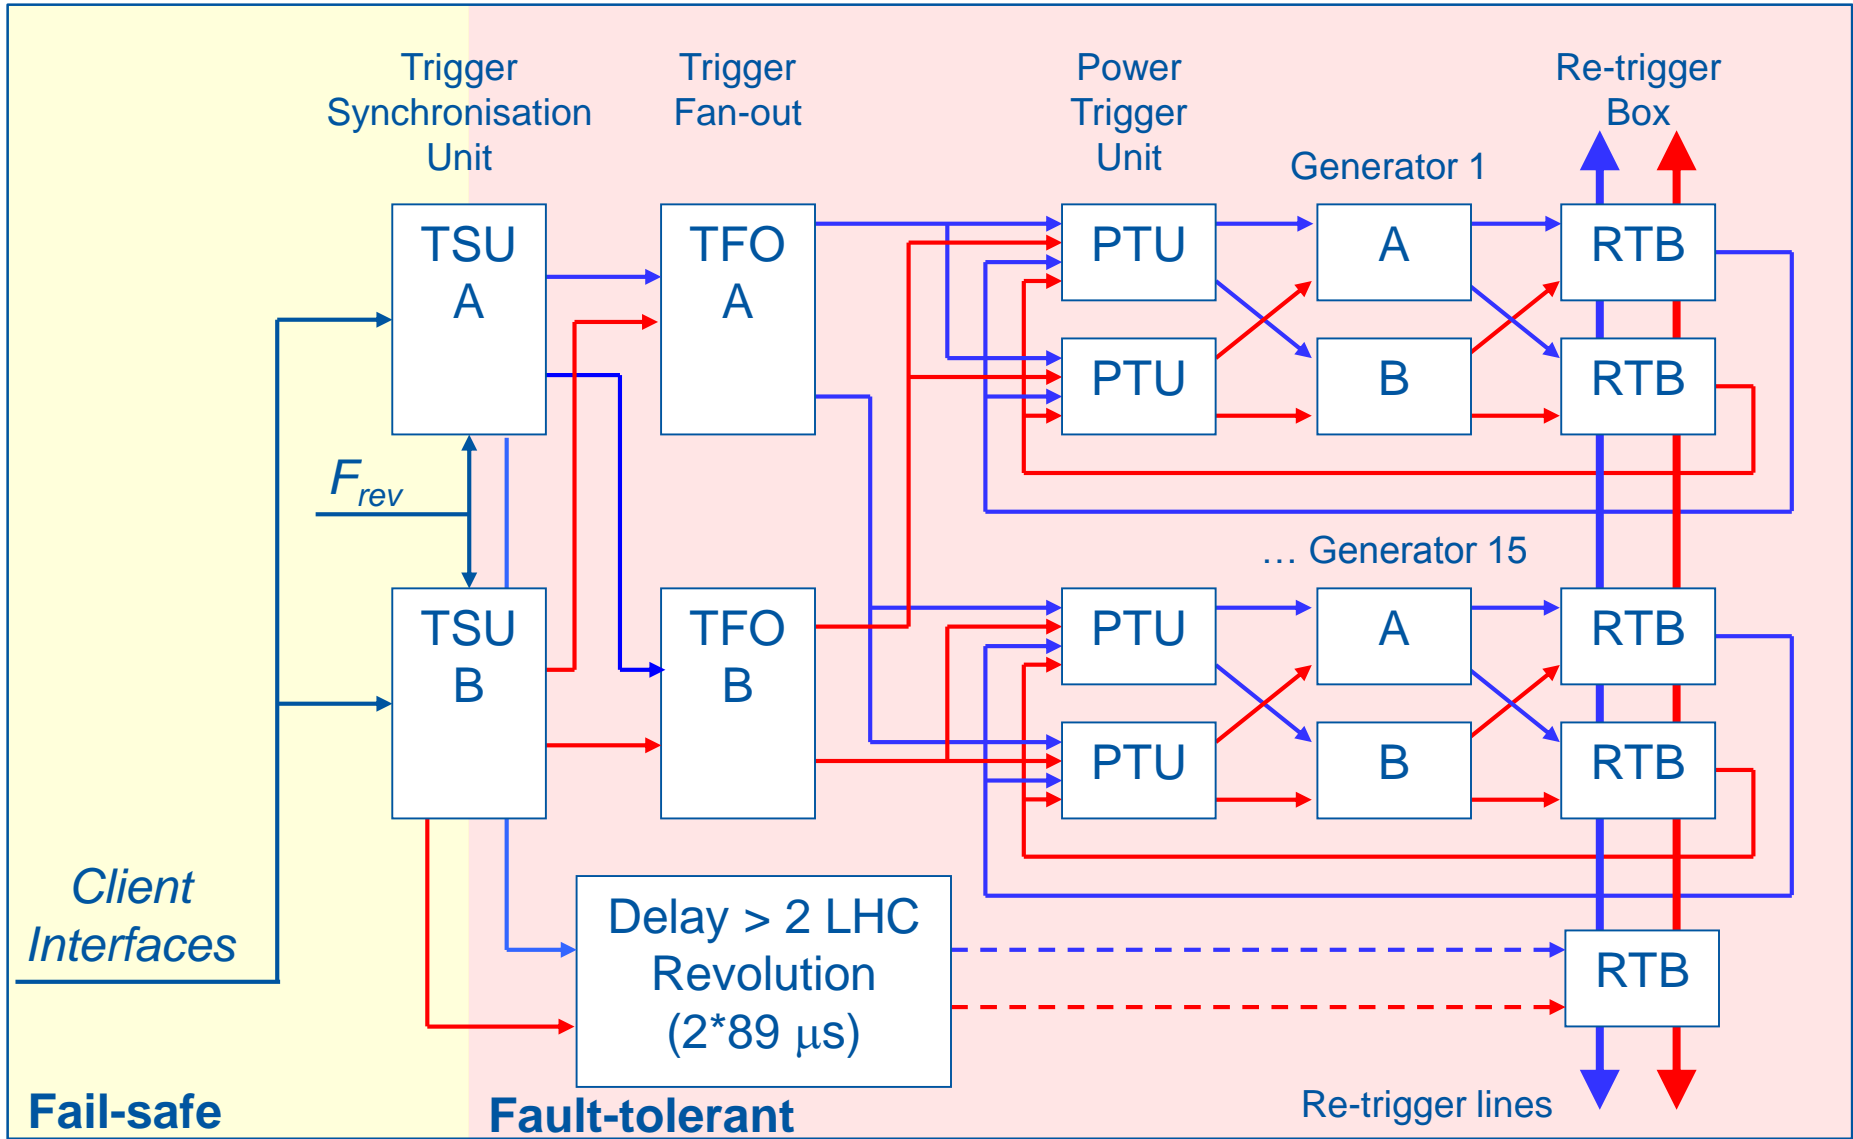 Trigger
Synchronisation
Unit
Trigger
Fan-out
Power
Trigger
Unit
Generator 1
Re-trigger
Box
TSU
A
TFO
A
PTU
A
RTB
PTU
B
RTB
F rev
… Generator 15
TSU
B
TFO
B
PTU
A
RTB
PTU
B
RTB
Client
Interfaces
Delay > 2 LHC
Revolution
(2*89 μs)
RTB
Fail-safe
Fault-tolerant
Re-trigger lines